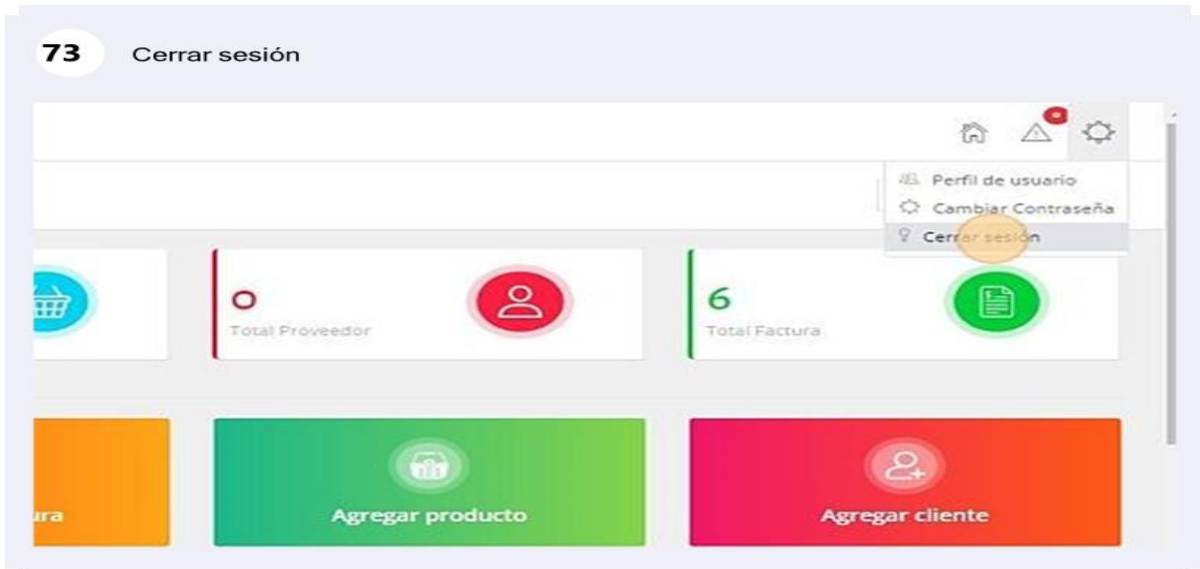 73 Cerrar sesión
Perfil de usuario
Cambiar Contraseña
Cerrar sesión
0
Total Proveedor
6
Total Factura
ura
Agregar producto
Agregar cliente